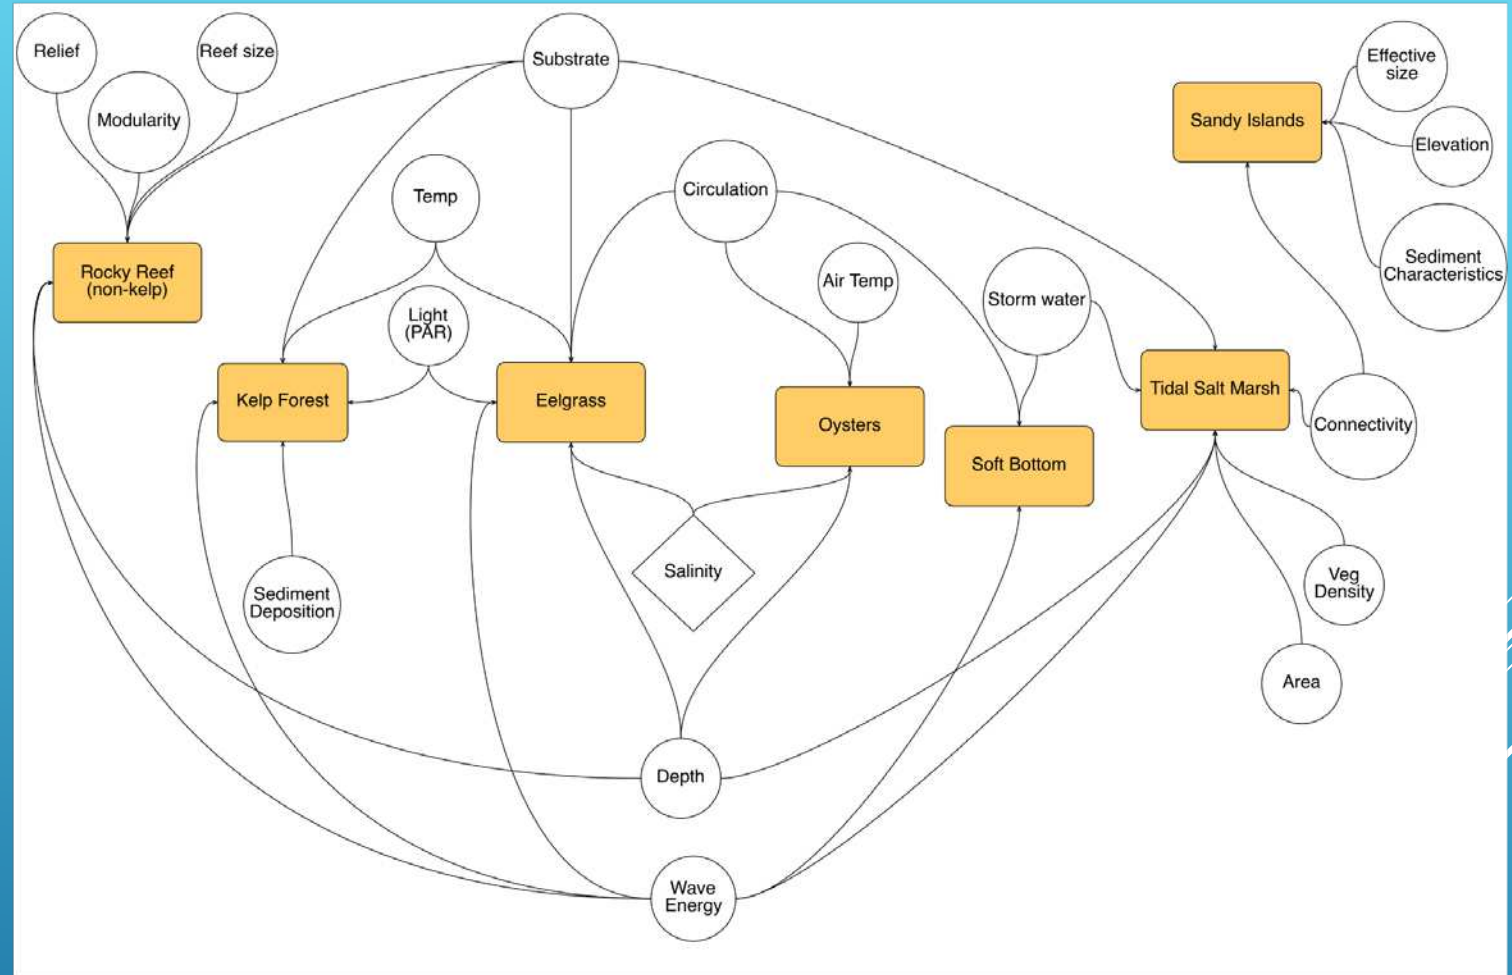 Relief
Reef size
Modularity
Substrate
Effective
size
Sandy Islands
Elevation
Temp
Circulation
Sediment
Characteristics
Rocky Reef
(non-kelp)
Air Temp
Storm water
Light
(PAR)
Kelp Forest
Eelgrass
Oysters
Soft Bottom
Tidal Salt Marsh
Connectivity
Sediment
Deposition
Salinity
Veg
Density
Area
Depth
Wave
Energy